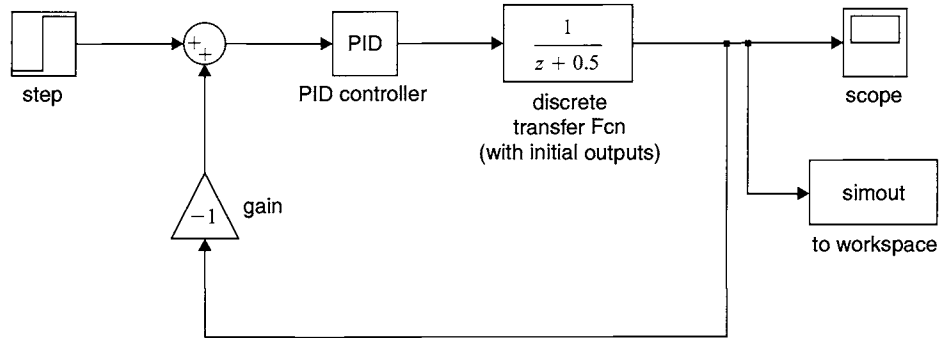 step
+
+
PID
PID controller
1
z + 0.5
discrete
transfer Fcn
(with initial outputs)
scope
simout
to workspace
−1
gain